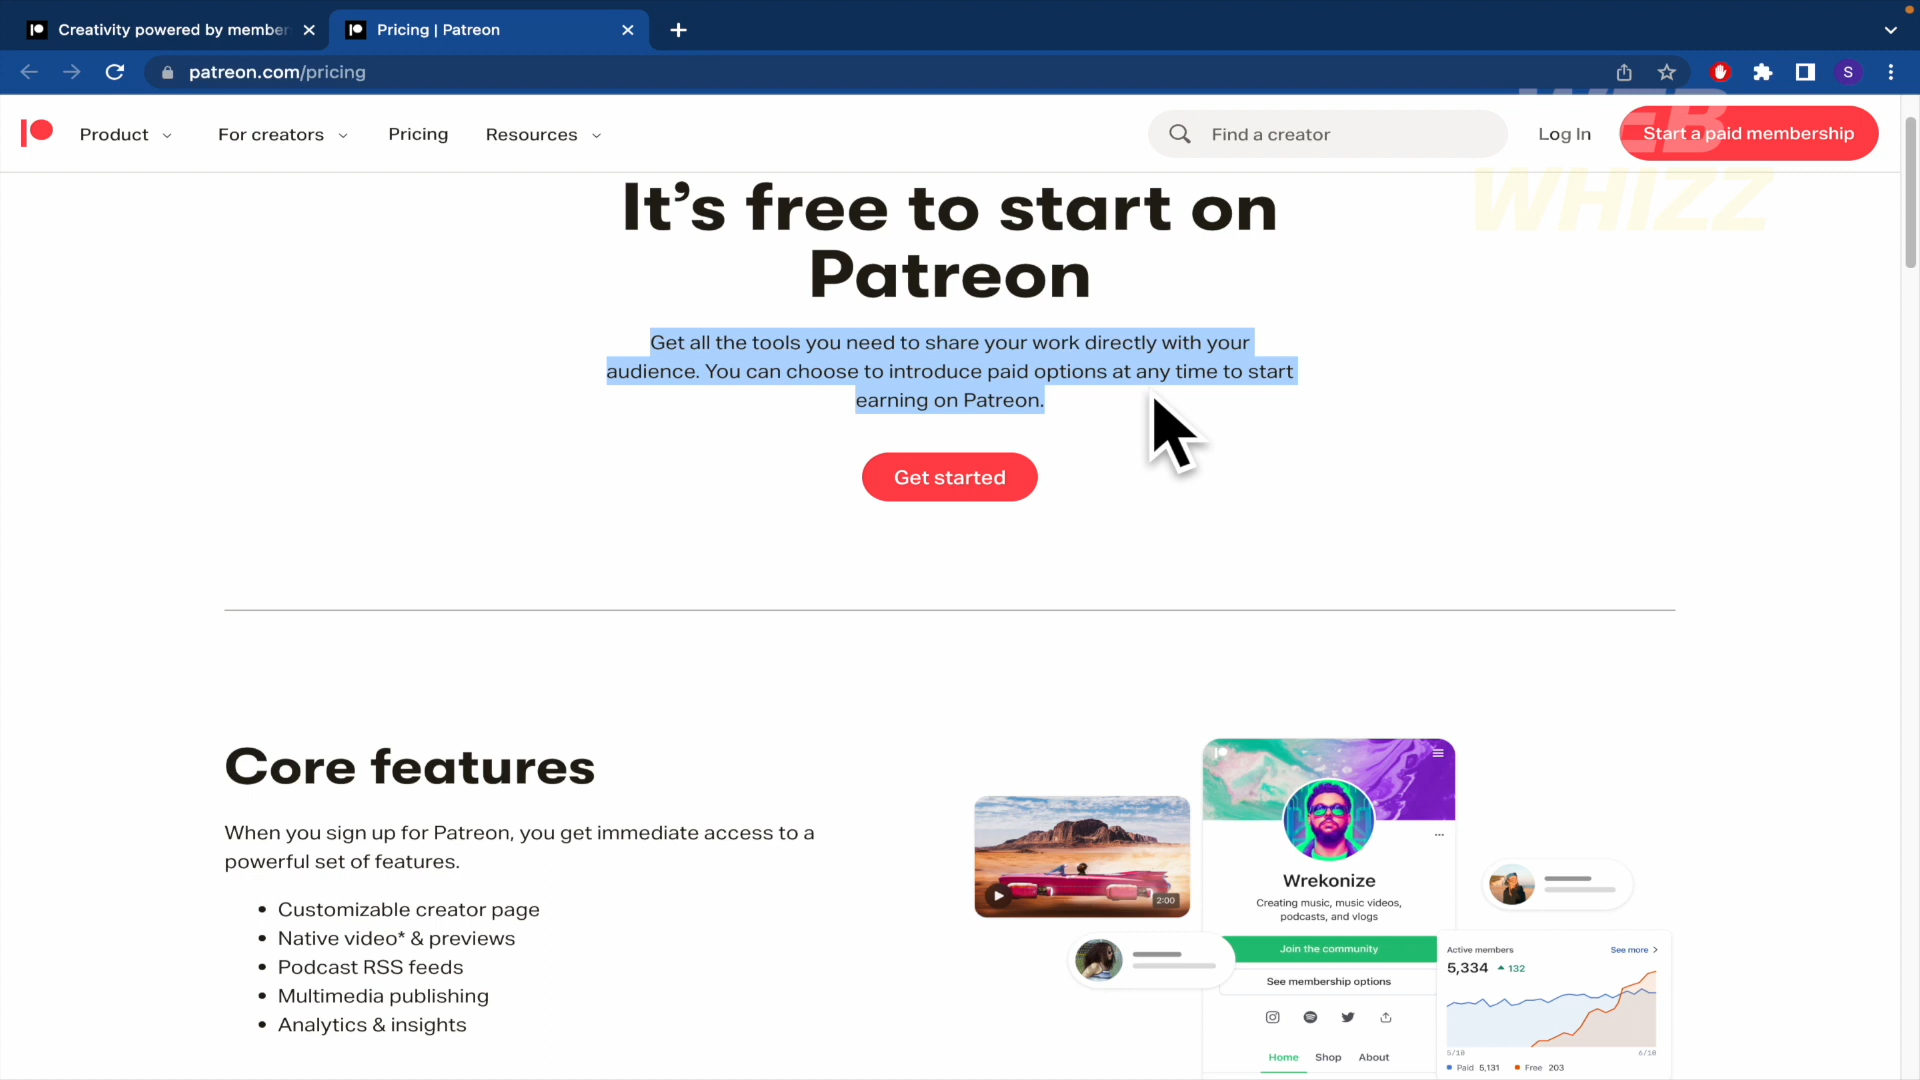 Creativity powered by member
Pricing | Patreon
patreon.com/pricing
S
Product
For creators
Pricing
Resources
Find a creator
Log In
Start a paid membership
WEB
WHIZZ
It's free to start on
Patreon
Get all the tools you need to share your work directly with your
audience. You can choose to introduce paid options at any time to start
earning on Patreon.
Get started
Core features
When you sign up for Patreon, you get immediate access to a
powerful set of features.
• Customizable creator page
• Native video* & previews
• Podcast RSS feeds
• Multimedia publishing
• Analytics & insights
2:00
Wrekonize
Creating music, music videos,
podcasts, and vlogs
Join the community
See membership options
Home Shop About
Active members See more >
5,334 132
5/10 6/10
Paid 5,131 Free 203